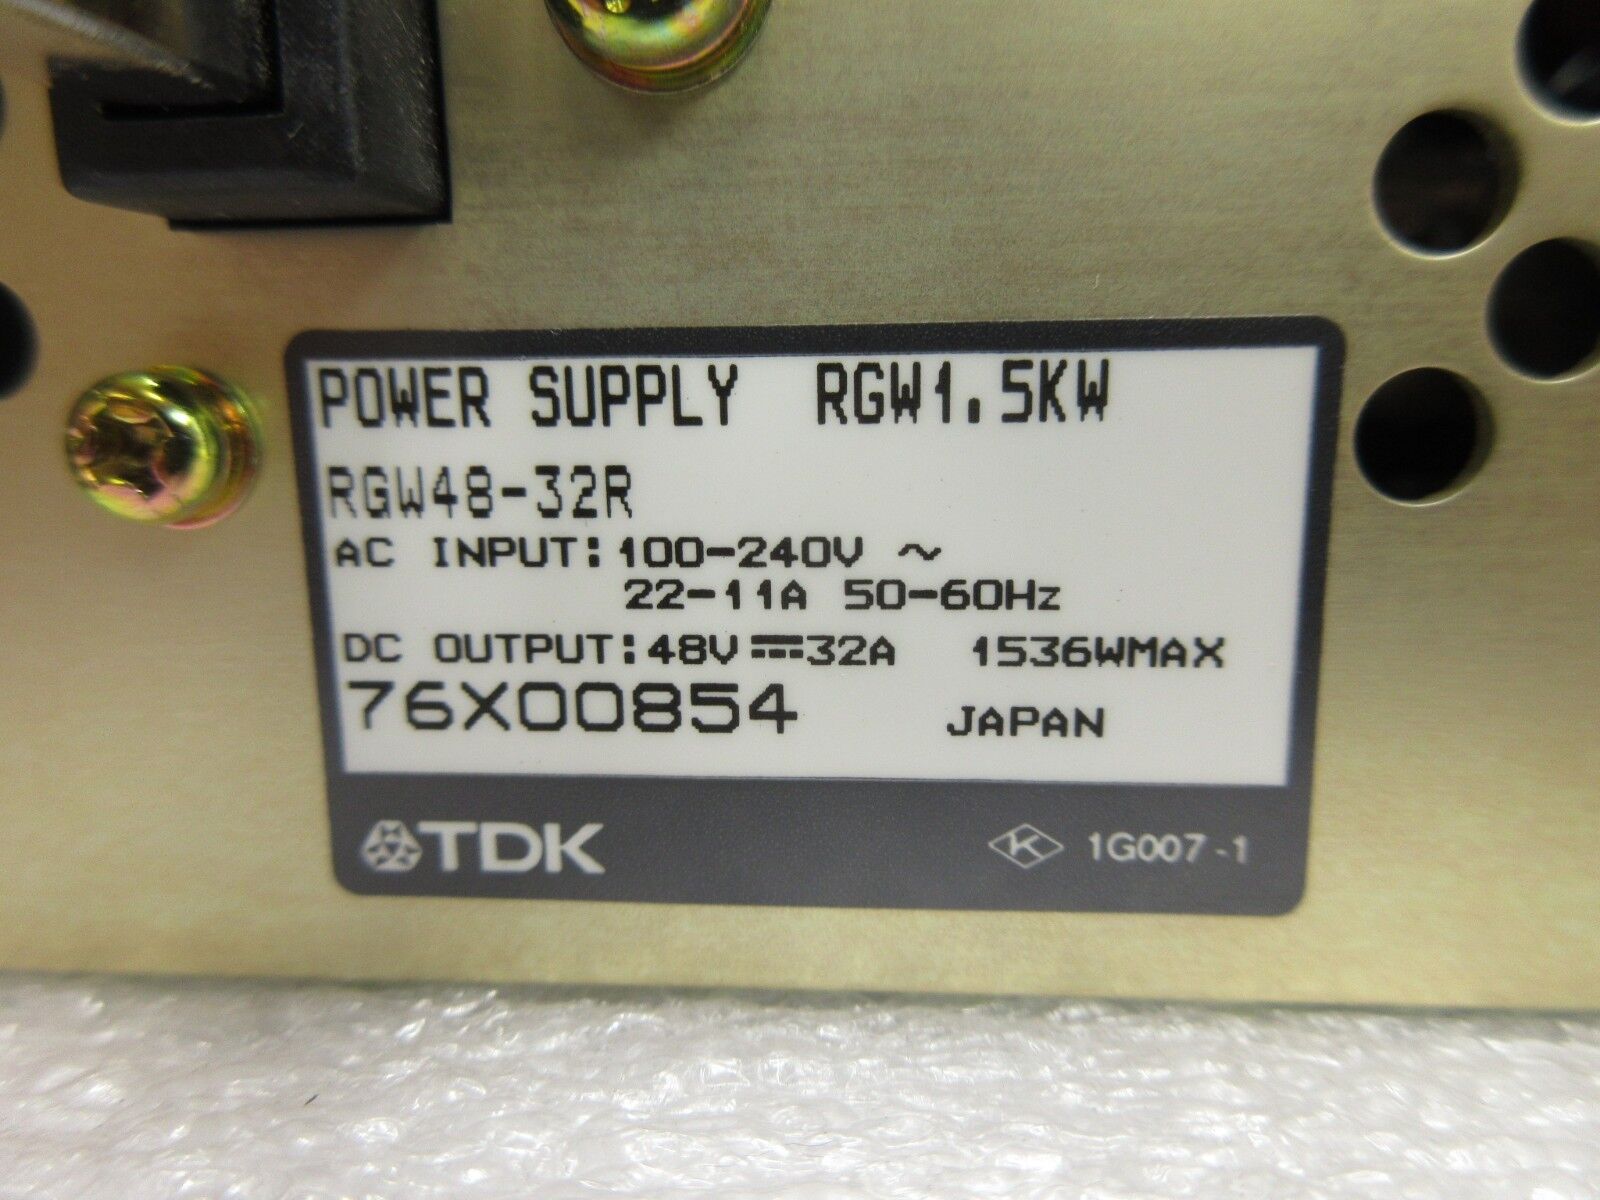 POWER SUPPLY RGW1.5KW
RGW48-32R
AC INPUT:100-240V ~
22-11A 50-60Hz
DC OUTPUT:48V⎓32A 1536WMAX
76X00854 JAPAN
TDK K 1G007-1